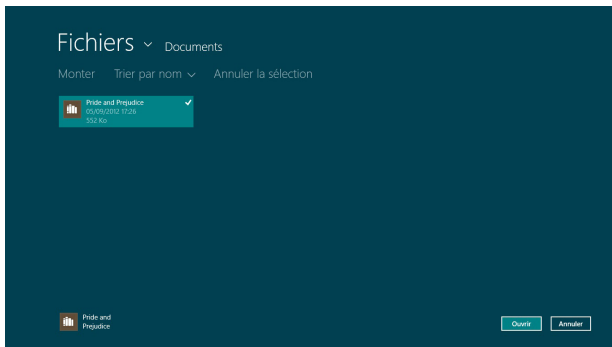 Fichiers Documents
Monter Trier par nom Annuler la sélection
Pride and Prejudice
05/09/2012 17:26
552 Ko
Pride and
Prejudice
Ouvrir Annuler